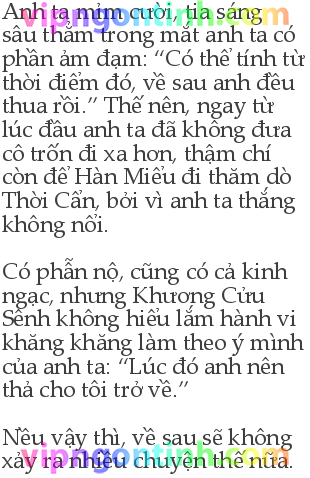 Anh ta mỉm cười, tia sáng
sâu thẳm trong mắt anh ta có
phần ảm đạm: “Có thể tính từ
thời điểm đó, về sau anh đều
thua rồi.” Thế nên, ngay từ
lúc đầu anh ta đã không đưa
cô trốn đi xa hơn, thậm chí
còn để Hàn Miểu đi thăm dò
Thời Cẩn, bởi vì anh ta thắng
không nổi.

Có phẫn nộ, cũng có cả kinh
ngạc, nhưng Khương Cửu
Sênh không hiểu lắm hành vi
khăng khăng làm theo ý mình
của anh ta: “Lúc đó anh nên
thả cho tôi trở về.”

Nếu vậy thì, về sau sẽ không
xảy ra nhiều chuyện thế nữa.
vipngontinh.com
vipngontinh.com